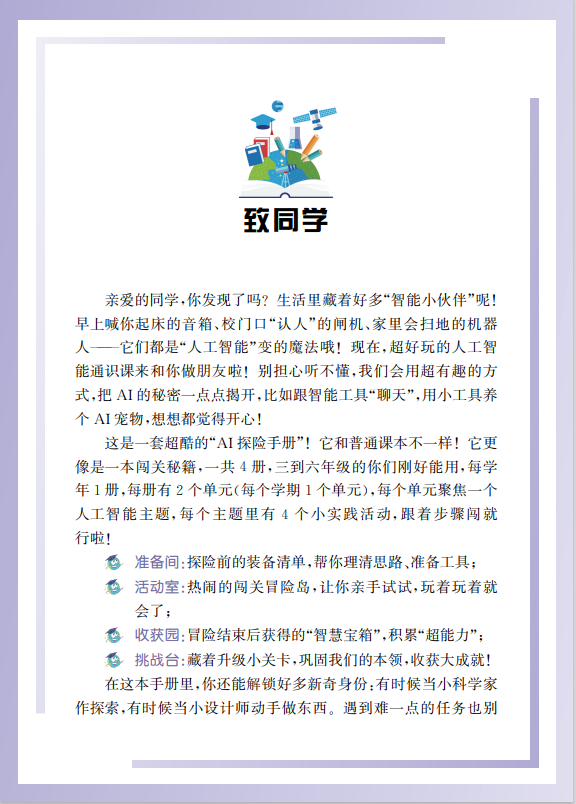 致同学
亲爱的同学,你发现了吗？生活里藏着好多“智能小伙伴”呢！
早上喊你起床的音箱、校门口“认人”的闸机、家里会扫地的机器
人——它们都是“人工智能”变的魔法哦！现在,超好玩的人工智
能通识课来和你做朋友啦！别担心听不懂,我们会用超有趣的方
式,把 AI 的秘密一点点揭开,比如跟智能工具“聊天”,用小工具养
个 AI 宠物,想想都觉得开心！
这是一套超酷的“AI 探险手册”！它和普通课本不一样！它更
像是一本闯关秘籍,一共 4 册,三到六年级的你们刚好能用,每学
年 1 册,每册有 2 个单元(每个学期 1 个单元),每个单元聚焦一个
人工智能主题,每个主题里有 4 个小实践活动,跟着步骤闯就
行啦！
准备间:探险前的装备清单,帮你理清思路、准备工具；
活动室:热闹的闯关冒险岛,让你亲手试试,玩着玩着就
会了；
收获园:冒险结束后获得的“智慧宝箱”,积累“超能力”；
挑战台:藏着升级小关卡,巩固我们的本领,收获大成就！
在这本手册里,你还能解锁好多新奇身份:有时候当小科学家
作探索,有时候当小设计师动手做东西。遇到难一点的任务也别